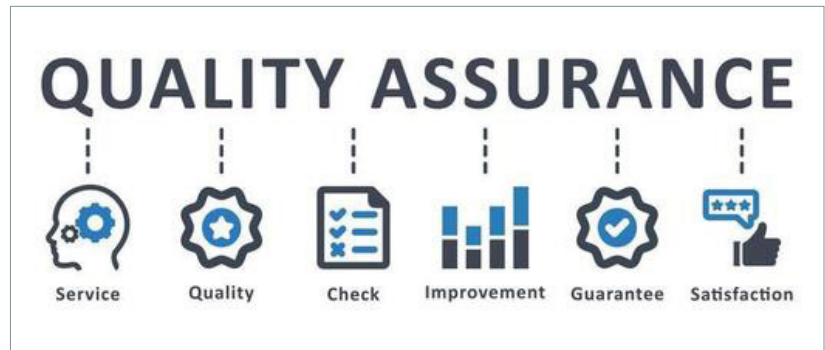 QUALITY ASSURANCE
Service Quality Check Improvement Guarantee Satisfaction